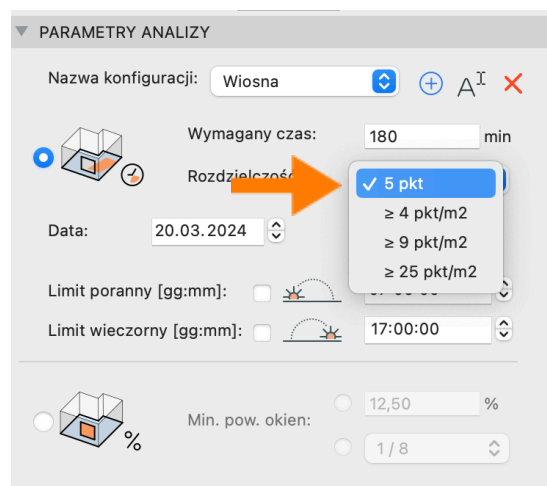 PARAMETRY ANALIZY
Nazwa konfiguracji: Wiosna
Wymagany czas: 180 min
5 pkt
≥ 4 pkt/m2
≥ 9 pkt/m2
≥ 25 pkt/m2
Data: 20.03.2024
Limit poranny [gg:mm]:
Limit wieczorny [gg:mm]: 17:00:00
%
Min. pow. okien: 12,50 %
1 / 8